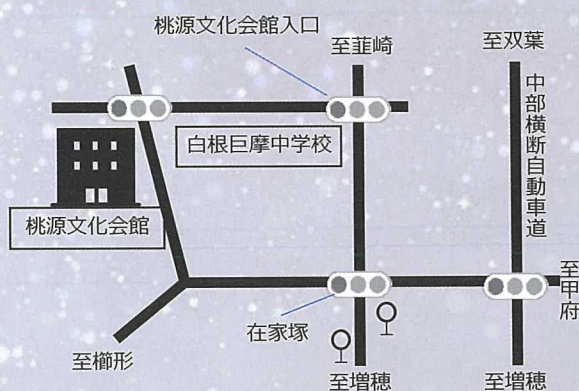 桃源文化会館入口
至韮崎
至双葉
中部横断自動車道
白根巨摩中学校
桃源文化会館
至甲府
在家塚
至櫛形
至増穂
至増穂